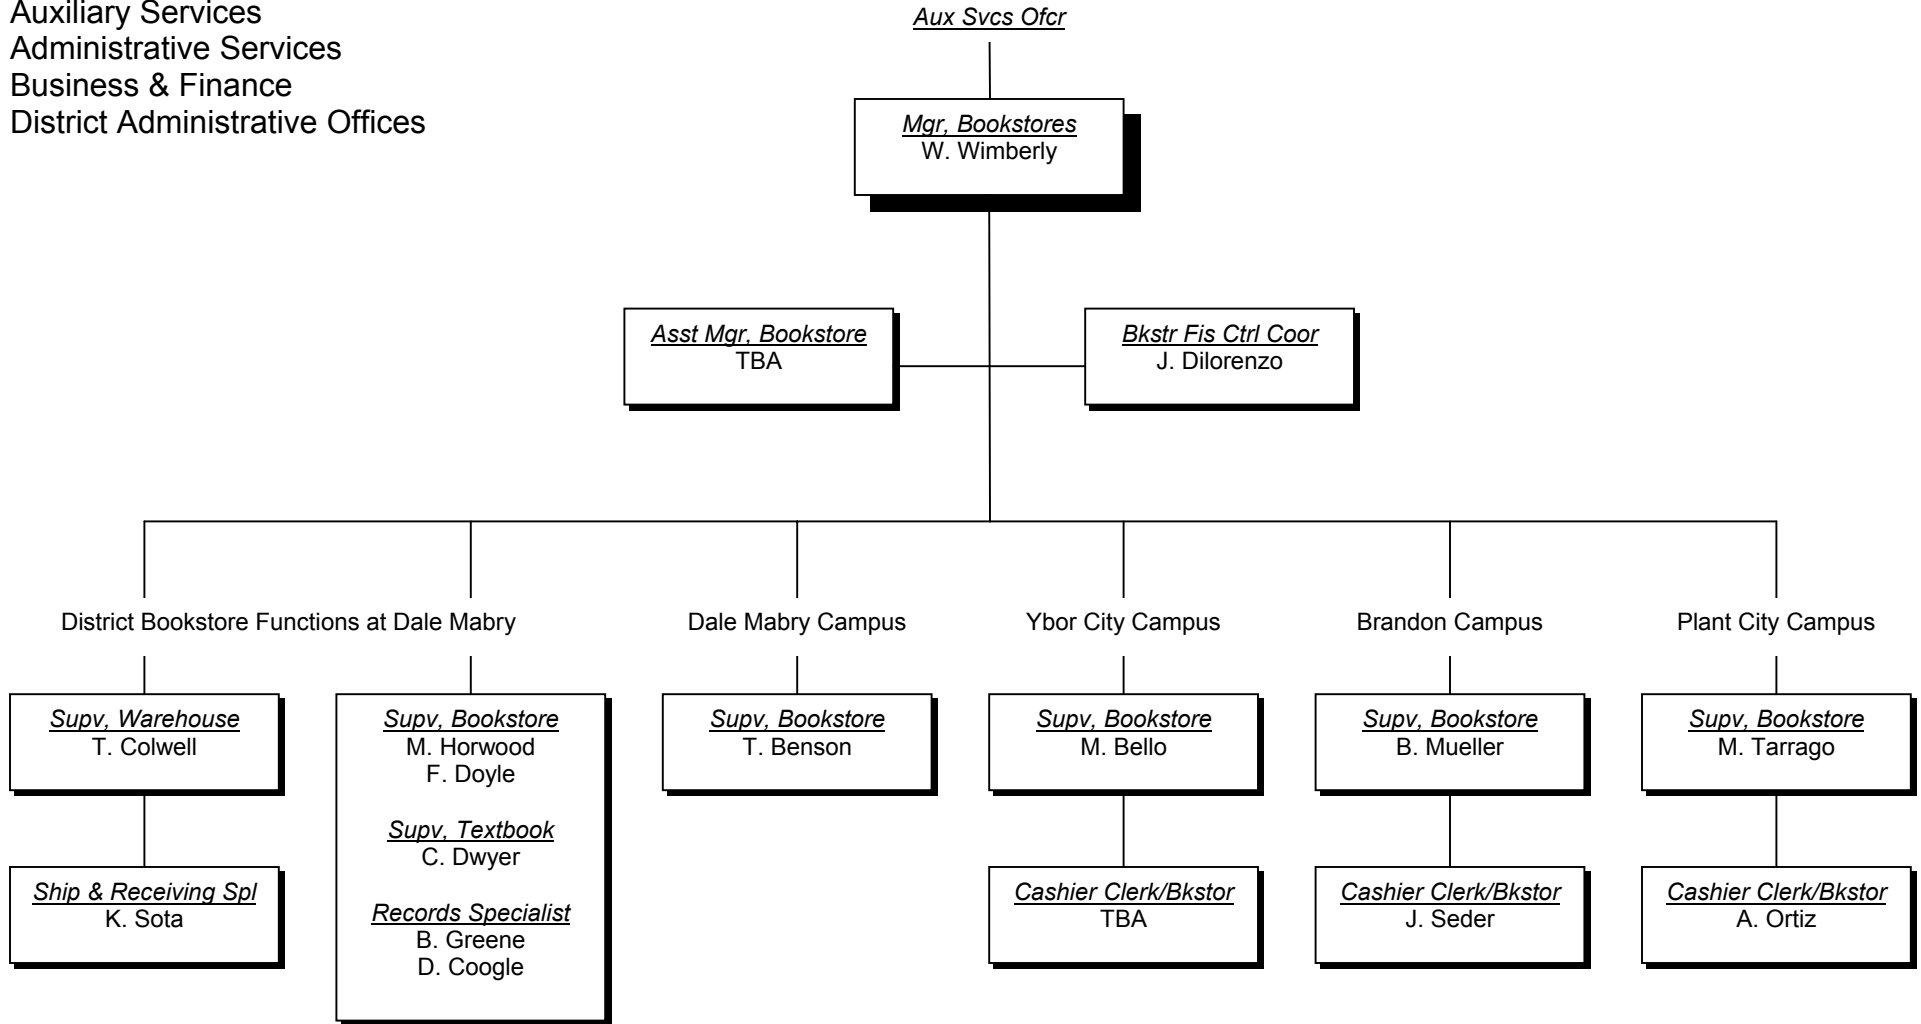 Auxiliary Services
Administrative Services
Business & Finance
District Administrative Offices
Aux Svcs Ofcr
Mgr, Bookstores
W. Wimberly
Asst Mgr, Bookstore
TBA
Bkstr Fis Ctrl Coor
J. Dilorenzo
District Bookstore Functions at Dale Mabry
Dale Mabry Campus
Ybor City Campus
Brandon Campus
Plant City Campus
Supv, Warehouse
T. Colwell
Ship & Receiving Spl
K. Sota
Supv, Bookstore
M. Horwood
F. Doyle
Supv, Textbook
C. Dwyer
Records Specialist
B. Greene
D. Coogle
Supv, Bookstore
T. Benson
Supv, Bookstore
M. Bello
Cashier Clerk/Bkstor
TBA
Supv, Bookstore
B. Mueller
Cashier Clerk/Bkstor
J. Seder
Supv, Bookstore
M. Tarrago
Cashier Clerk/Bkstor
A. Ortiz